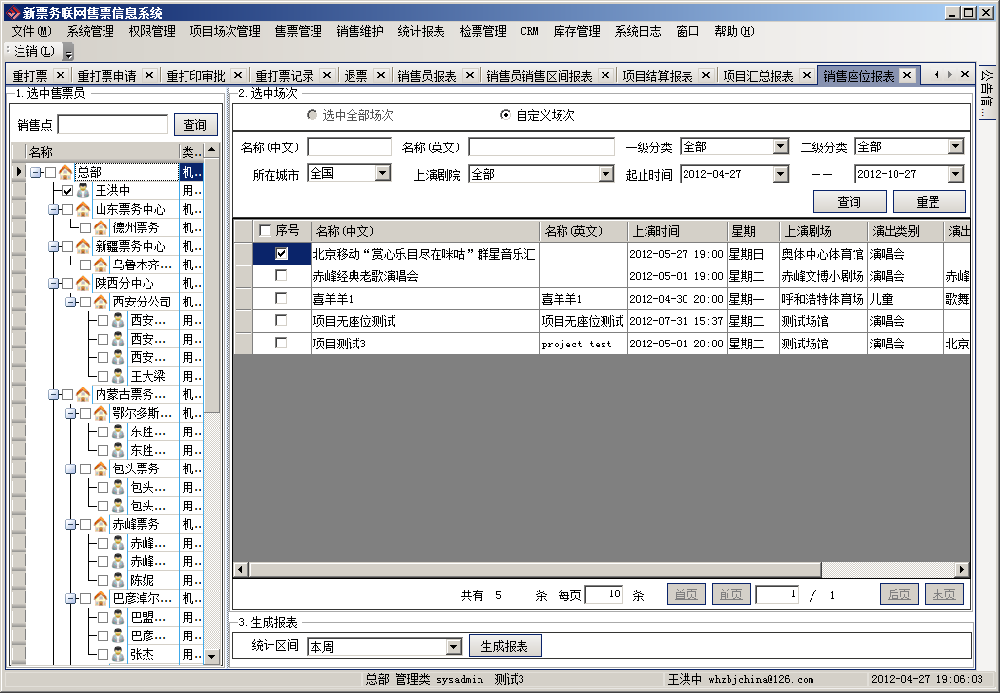 新票务联网售票信息系统
文件(M) 系统管理 权限管理 项目场次管理 售票管理 销售维护 统计报表 检票管理 CRM 库存管理 系统日志 窗口 帮助(H)
注销(L)
重打票 重打票申请 重打印审批 重打票记录 退票 销售员报表 销售员销售区间报表 项目结算报表 项目汇总报表 销售座位报表
公告信...
1.选中售票员
销售点 查询
名称 类..
总部 机..
王洪中 用..
山东票务中心 机..
德州票务 机..
新疆票务中心 机..
乌鲁木齐... 机..
陕西分中心 机..
西安分公司 机..
西安... 用..
西安... 用..
西安... 用..
王大梁 用..
内蒙古票务... 机..
鄂尔多斯... 机..
东胜... 用..
东胜... 用..
包头票务 机..
包头... 用..
包头... 用..
赤峰票务 机..
赤峰... 用..
赤峰... 用..
陈妮 用..
巴彦卓尔... 机..
巴盟... 用..
巴彦... 用..
张杰 用..
2.选中场次
选中全部场次 自定义场次
名称(中文) 名称(英文) 一级分类 全部 二级分类 全部
所在城市 全国 上演剧院 全部 起止时间 2012-04-27 —— 2012-10-27
查询 重置
序号 名称(中文) 名称(英文) 上演时间 星期 上演剧场 演出类别 演出
北京移动“赏心乐目尽在咪咕”群星音乐汇 2012-05-27 19:00 星期日 奥体中心体育馆 演唱会
赤峰经典老歌演唱会 2012-05-01 19:00 星期二 赤峰文博小剧场 演唱会 赤峰
喜羊羊1 喜羊羊1 2012-04-30 20:00 星期一 呼和浩特体育场 儿童 歌舞
项目无座位测试 项目无座位测试 2012-07-31 15:37 星期二 测试场馆 演唱会
项目测试3 project test 2012-05-01 20:00 星期二 测试场馆 演唱会 北京
共有 5 条 每页 10 条 首页 前页 1 / 1 后页 末页
3.生成报表
统计区间 本周 生成报表
总部 管理类 sysadmin 测试3 王洪中 whzbjchina@126.com 2012-04-27 19:06:03